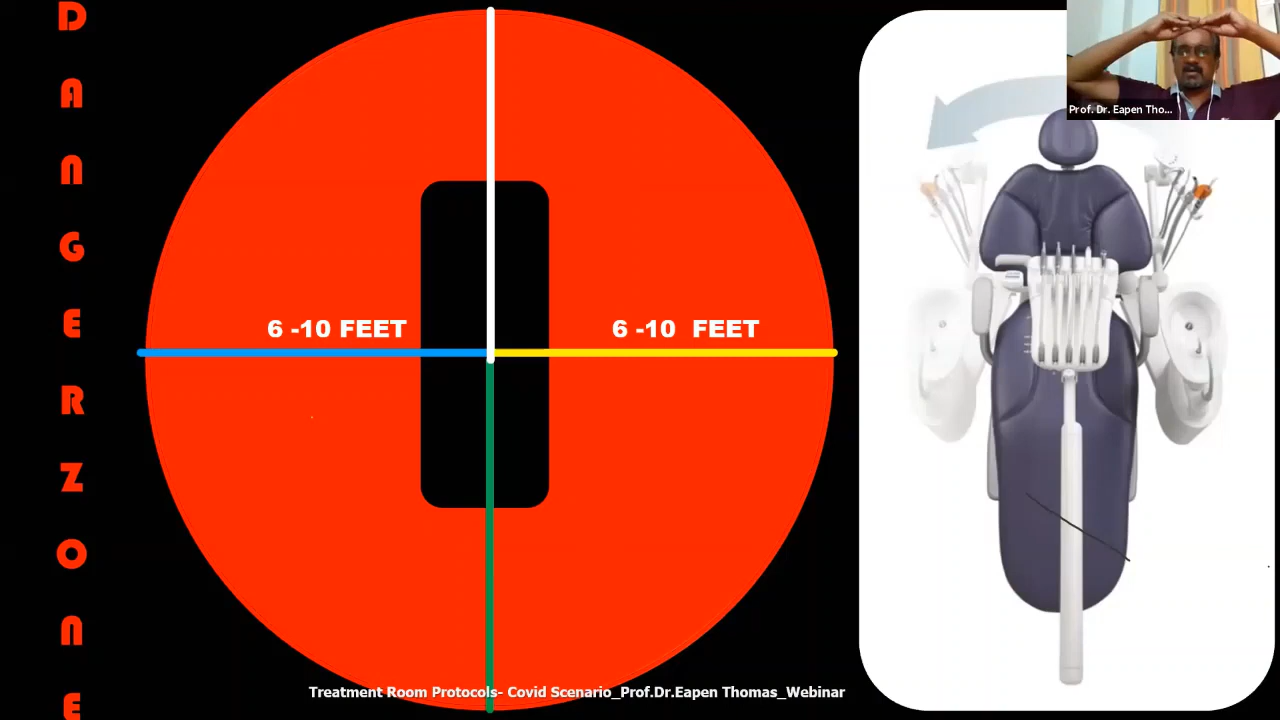 DANGERZONE
6 -10 FEET
6 -10 FEET
Treatment Room Protocols- Covid Scenario_Prof.Dr.Eapen Thomas_Webinar
Prof. Dr. Eapen Tho...